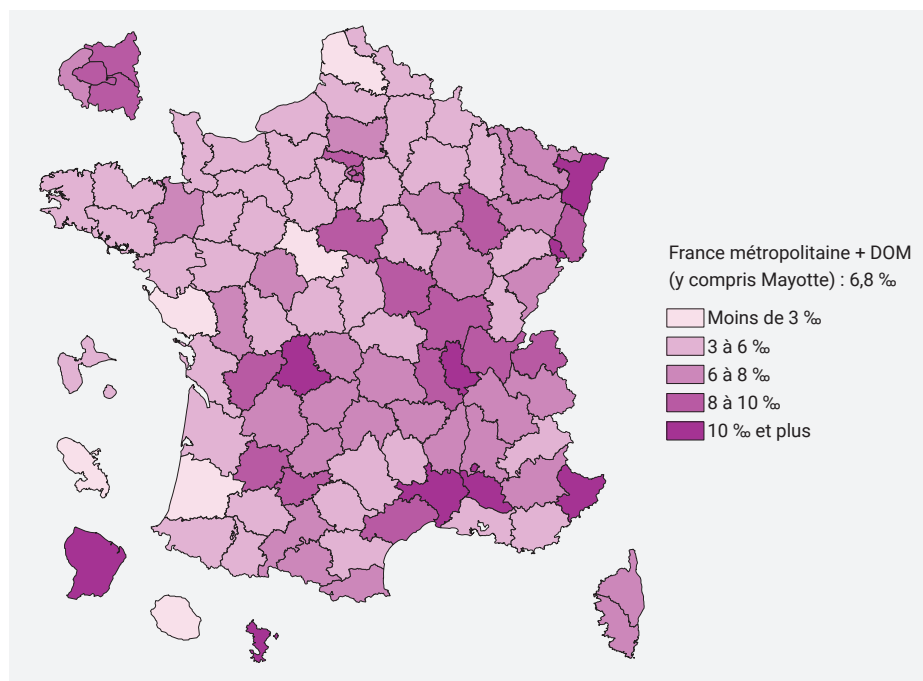 France métropolitaine + DOM
(y compris Mayotte) : 6,8 ‰
Moins de 3 ‰
3 à 6 ‰
6 à 8 ‰
8 à 10 ‰
10 ‰ et plus